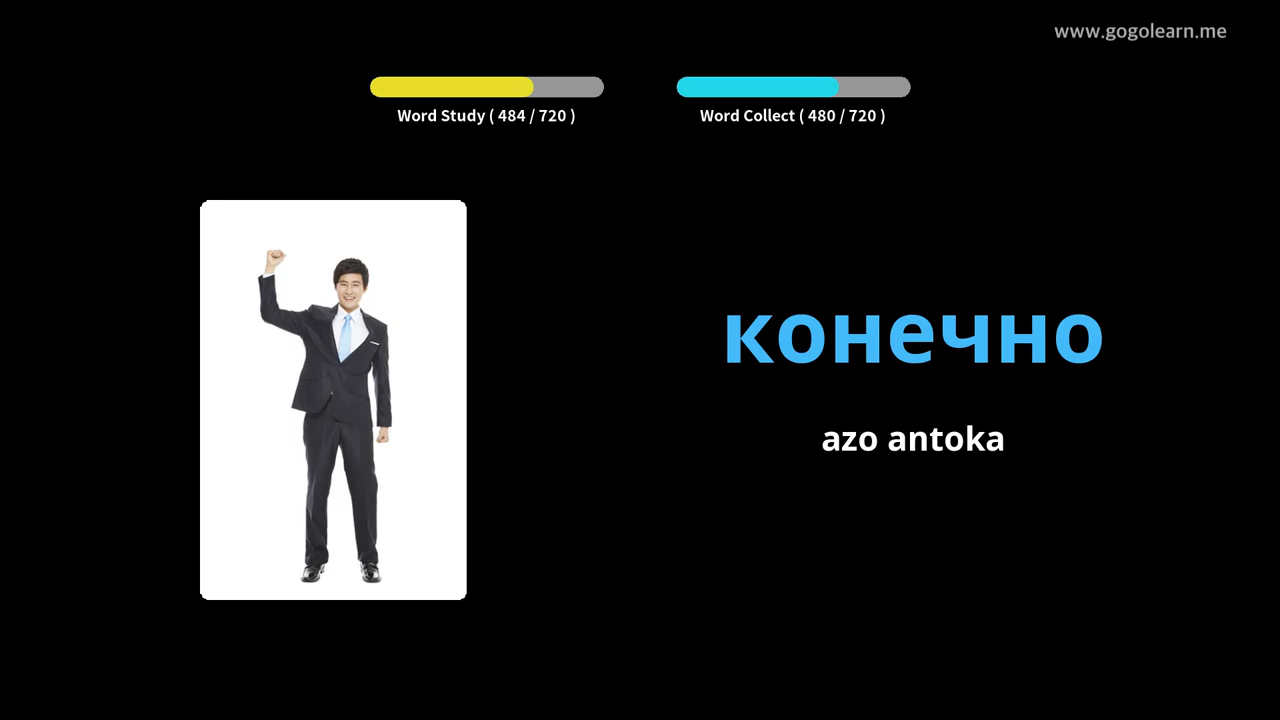 www.gogolearn.me
Word Study ( 484 / 720 )
Word Collect ( 480 / 720 )
конечно
azo antoka